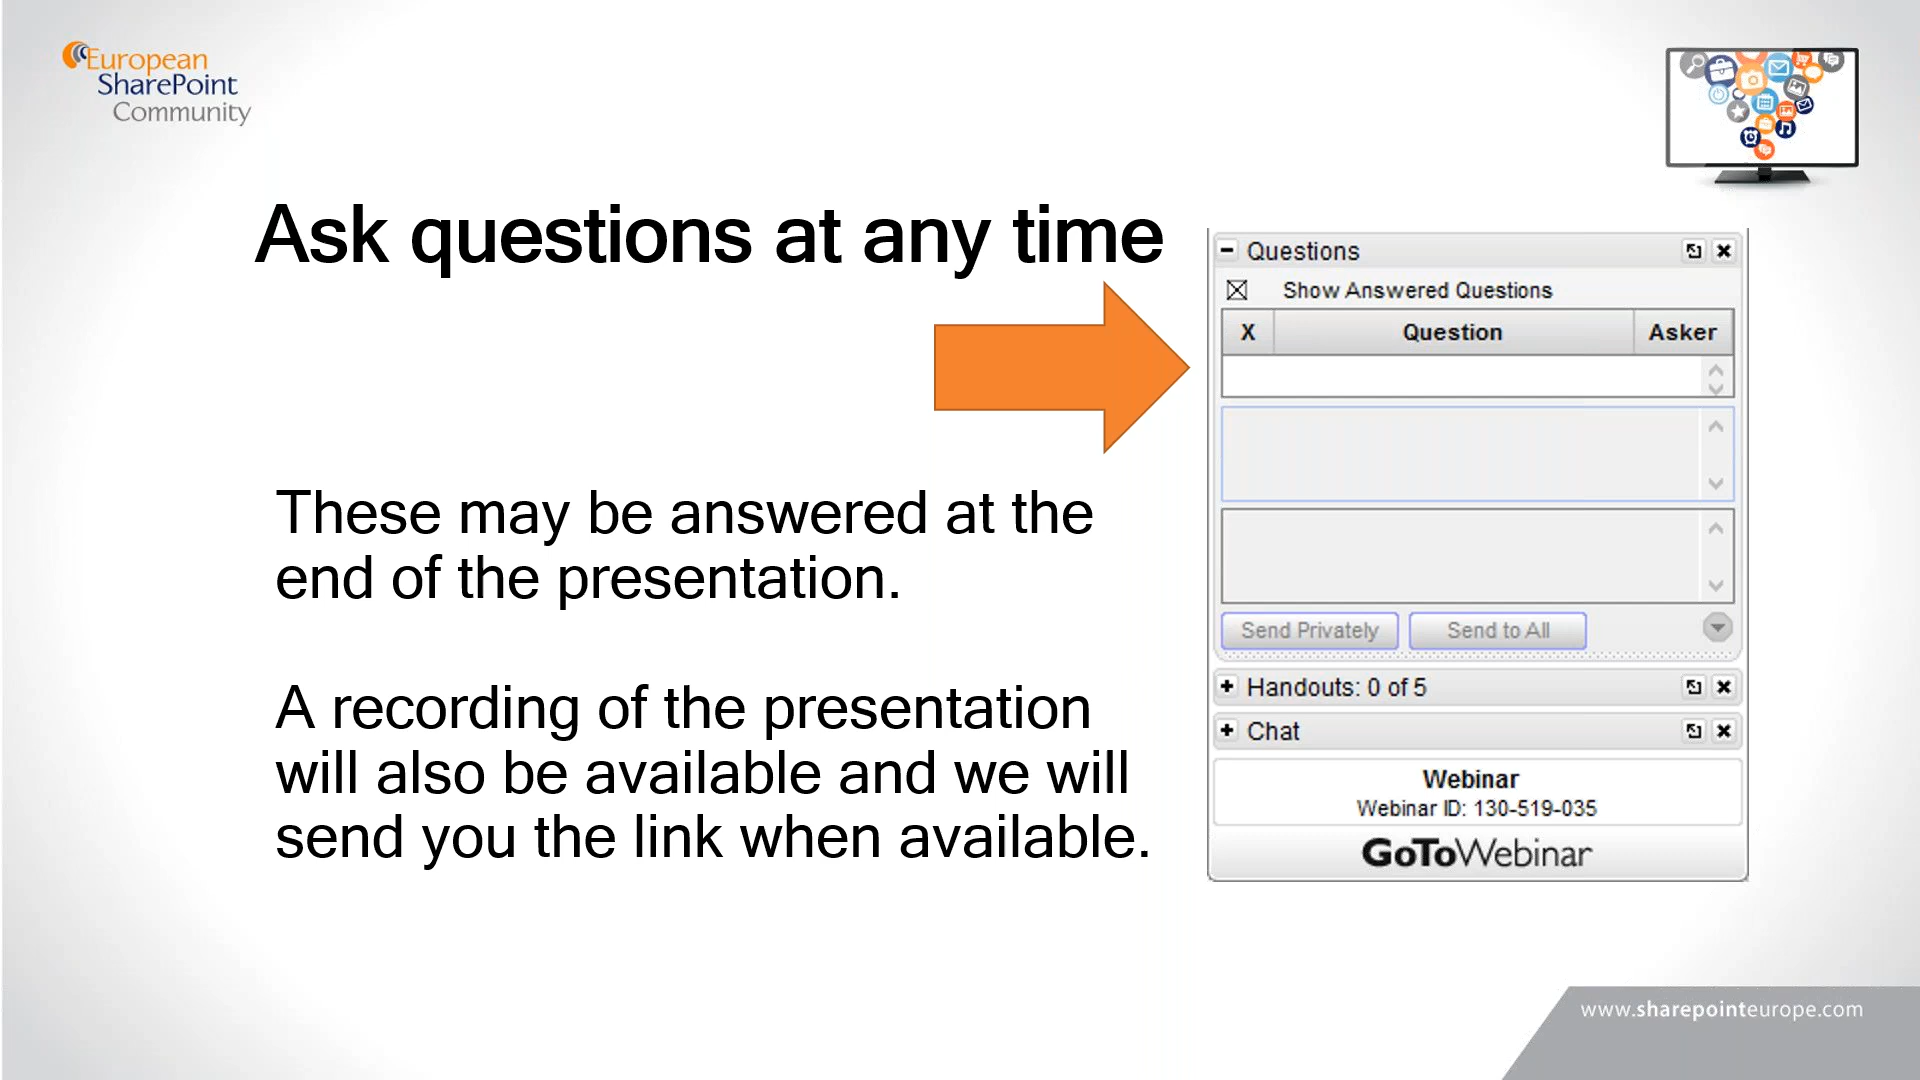 European
SharePoint
Community
Ask questions at any time
These may be answered at the
end of the presentation.
A recording of the presentation
will also be available and we will
send you the link when available.
Questions
Show Answered Questions
X Question Asker
Send Privately Send to All
Handouts: 0 of 5
Chat
Webinar
Webinar ID: 130-519-035
GoToWebinar
www.sharepointeurope.com